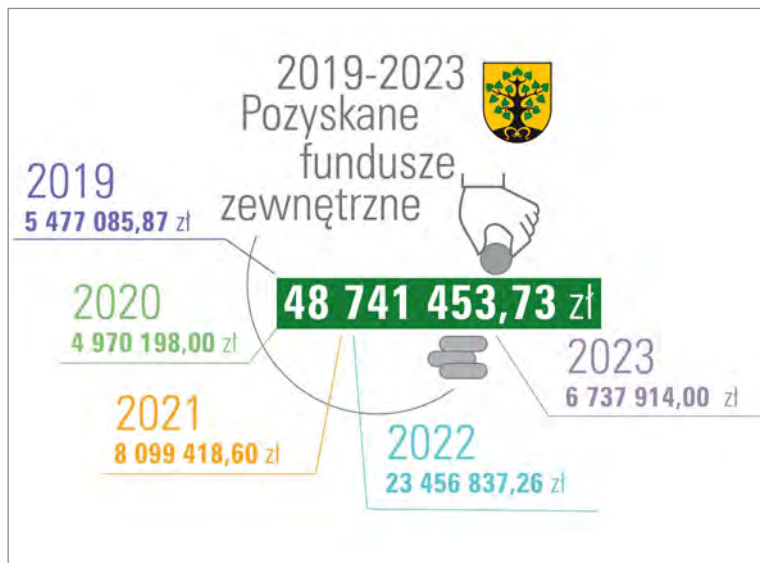 2019-2023
Pozyskane
fundusze
zewnętrzne
2019
5 477 085,87 zł
48 741 453,73 zł
2020
4 970 198,00 zł
2023
6 737 914,00 zł
2021
8 099 418,60 zł
2022
23 456 837,26 zł